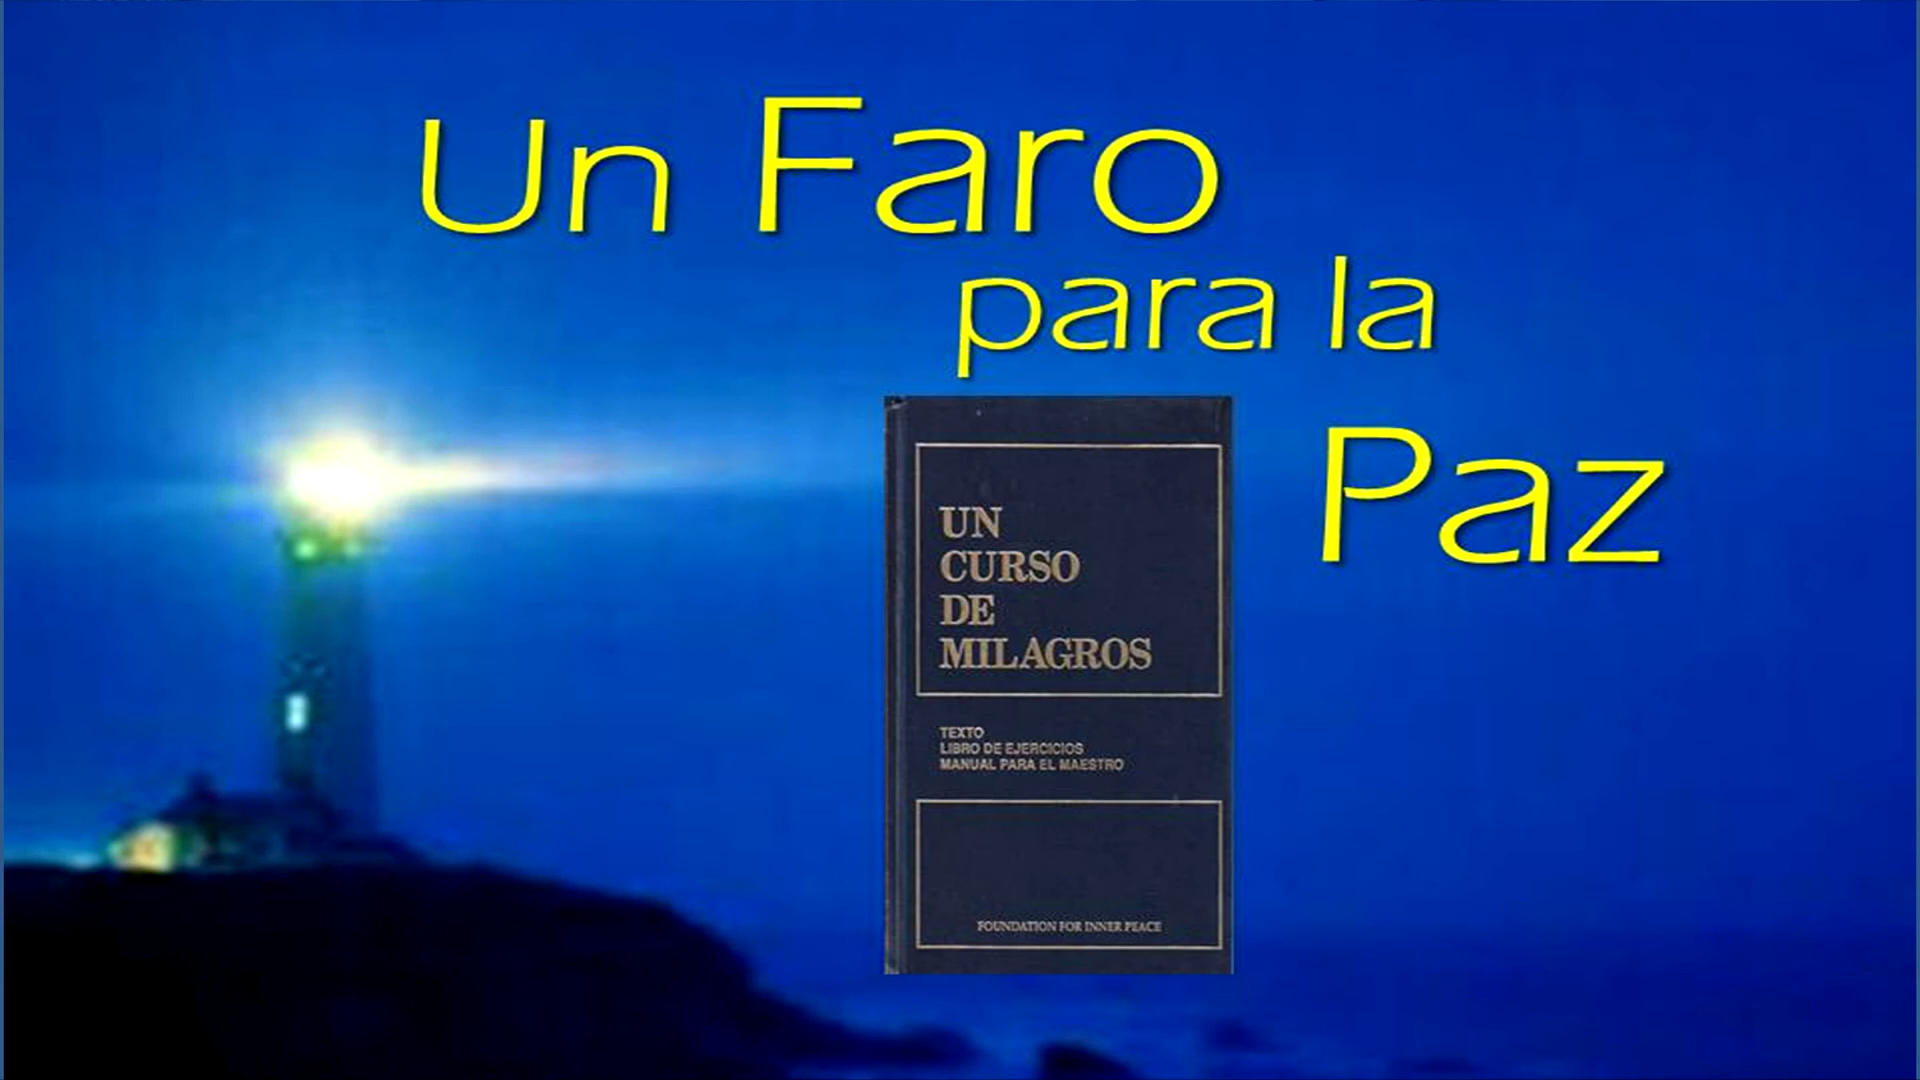 Un Faro
para la
Paz
UN
CURSO
DE
MILAGROS
TEXTO
LIBRO DE EJERCICIOS
MANUAL PARA EL MAESTRO
FOUNDATION FOR INNER PEACE